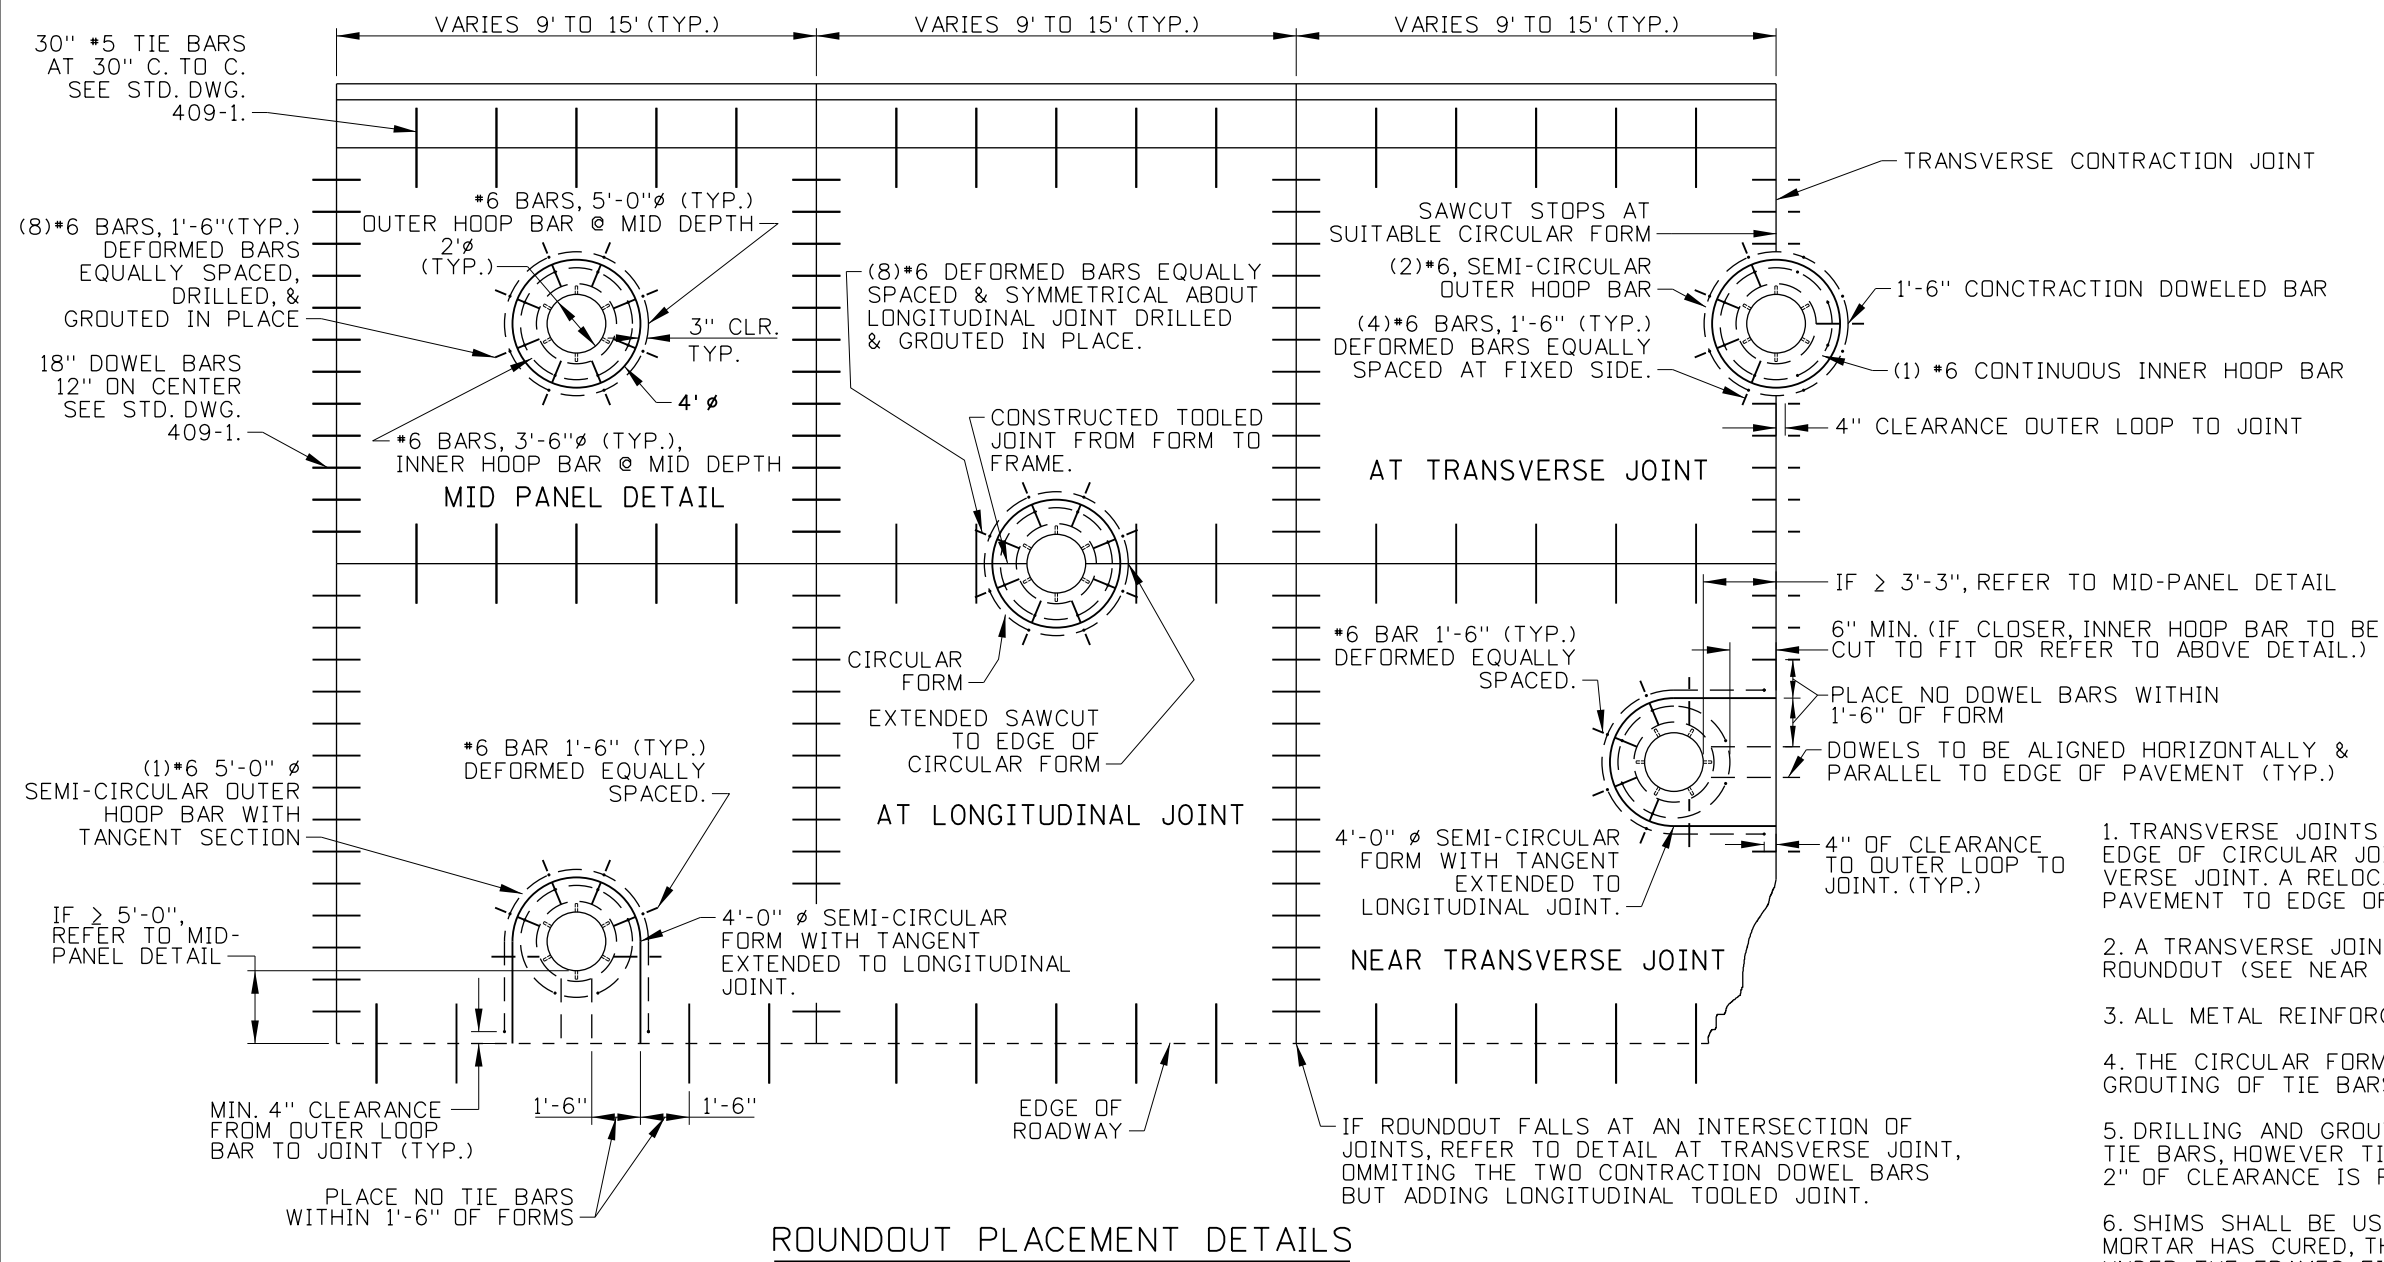 VARIES 9' TO 15' (TYP.)
VARIES 9' TO 15' (TYP.)
VARIES 9' TO 15' (TYP.)
30" #5 TIE BARS
AT 30" C. TO C.
SEE STD. DWG.
409-1.
(8)#6 BARS, 1'-6"(TYP.)
DEFORMED BARS
EQUALLY SPACED,
DRILLED, &
GROUTED IN PLACE
18" DOWEL BARS
12" ON CENTER
SEE STD. DWG.
409-1.
#6 BARS, 5'-0"ø (TYP.)
OUTER HOOP BAR @ MID DEPTH
2'ø
(TYP.)
3" CLR.
TYP.
4' ø
#6 BARS, 3'-6"ø (TYP.),
INNER HOOP BAR @ MID DEPTH
MID PANEL DETAIL
(8)#6 DEFORMED BARS EQUALLY
SPACED & SYMMETRICAL ABOUT
LONGITUDINAL JOINT DRILLED
& GROUTED IN PLACE.
CONSTRUCTED TOOLED
JOINT FROM FORM TO
FRAME.
CIRCULAR
FORM
EXTENDED SAWCUT
TO EDGE OF
CIRCULAR FORM
AT LONGITUDINAL JOINT
SAWCUT STOPS AT
SUITABLE CIRCULAR FORM
(2)#6, SEMI-CIRCULAR
OUTER HOOP BAR
(4)#6 BARS, 1'-6" (TYP.)
DEFORMED BARS EQUALLY
SPACED AT FIXED SIDE.
AT TRANSVERSE JOINT
TRANSVERSE CONTRACTION JOINT
1'-6" CONCTRACTION DOWELED BAR
(1) #6 CONTINUOUS INNER HOOP BAR
4" CLEARANCE OUTER LOOP TO JOINT
IF ≥ 3'-3", REFER TO MID-PANEL DETAIL
6" MIN. (IF CLOSER, INNER HOOP BAR TO BE
CUT TO FIT OR REFER TO ABOVE DETAIL.)
PLACE NO DOWEL BARS WITHIN
1'-6" OF FORM
DOWELS TO BE ALIGNED HORIZONTALLY &
PARALLEL TO EDGE OF PAVEMENT (TYP.)
4" OF CLEARANCE
TO OUTER LOOP TO
JOINT. (TYP.)
#6 BAR 1'-6" (TYP.)
DEFORMED EQUALLY
SPACED.
4'-0" ø SEMI-CIRCULAR
FORM WITH TANGENT
EXTENDED TO
LONGITUDINAL JOINT.
NEAR TRANSVERSE JOINT
(1)#6 5'-0" ø
SEMI-CIRCULAR OUTER
HOOP BAR WITH
TANGENT SECTION
#6 BAR 1'-6" (TYP.)
DEFORMED EQUALLY
SPACED.
IF ≥ 5'-0",
REFER TO MID-
PANEL DETAIL
4'-0" ø SEMI-CIRCULAR
FORM WITH TANGENT
EXTENDED TO LONGITUDINAL
JOINT.
MIN. 4" CLEARANCE
FROM OUTER LOOP
BAR TO JOINT (TYP.)
1'-6"
1'-6"
PLACE NO TIE BARS
WITHIN 1'-6" OF FORMS
EDGE OF
ROADWAY
IF ROUNDOUT FALLS AT AN INTERSECTION OF
JOINTS, REFER TO DETAIL AT TRANSVERSE JOINT,
OMMITING THE TWO CONTRACTION DOWEL BARS
BUT ADDING LONGITUDINAL TOOLED JOINT.
ROUNDOUT PLACEMENT DETAILS
1. TRANSVERSE JOINTS
EDGE OF CIRCULAR
VERSE JOINT. A
PAVEMENT TO EDGE
2. A TRANSVERSE
ROUNDOUT (SEE NEAR
3. ALL METAL
4. THE CIRCULAR FORM
GROUTING OF TIE
5. DRILLING AND
TIE BARS, HOWEVER
2" OF CLEARANCE IS
6. SHIMS SHALL BE
MORTAR HAS CURED,